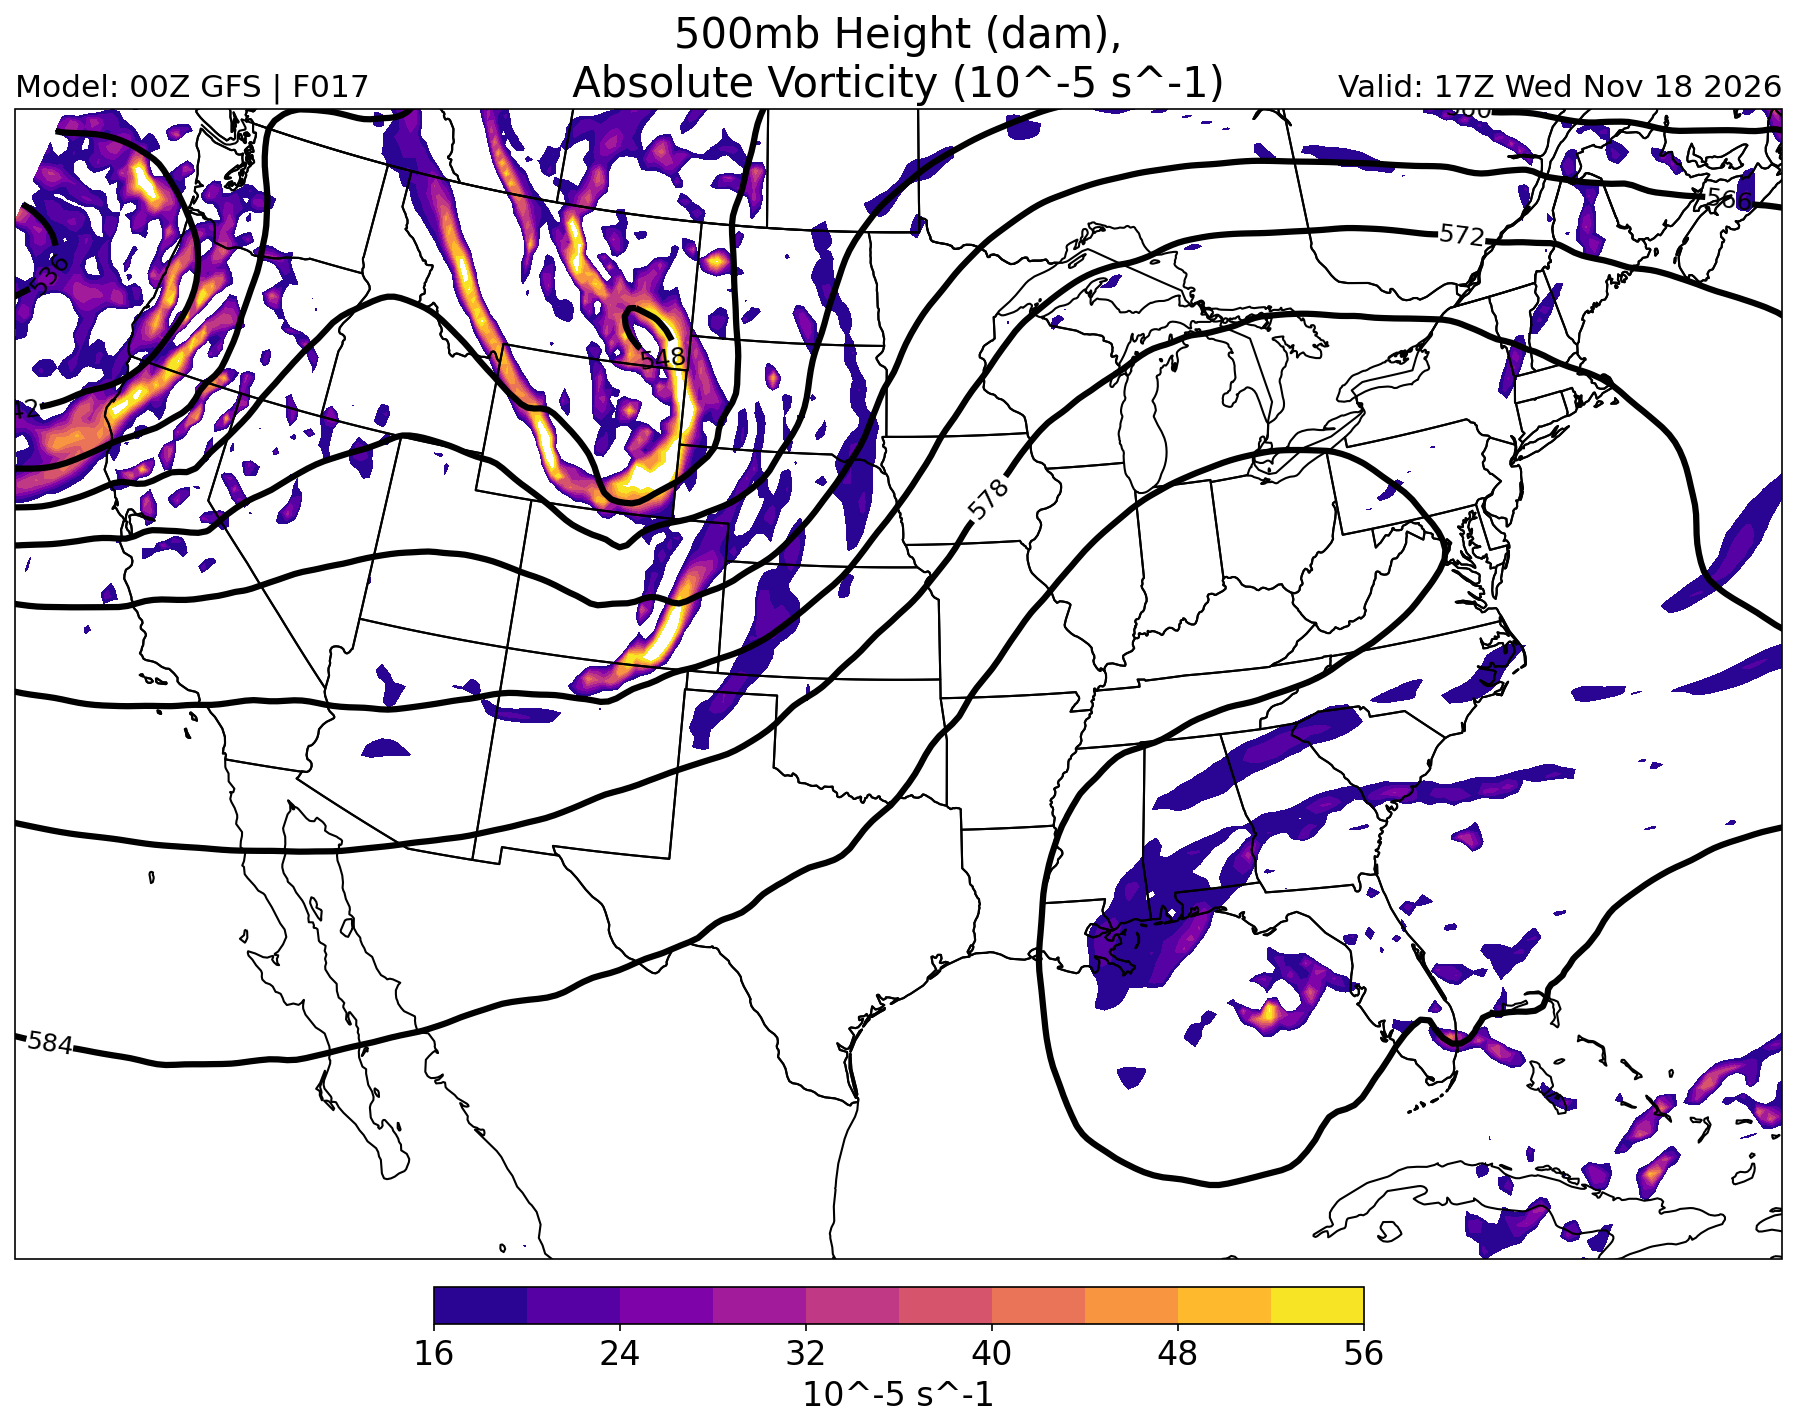 500mb Height (dam),
Absolute Vorticity (10^-5 s^-1)
Model: 00Z GFS | F017
Valid: 17Z Wed Nov 18 2026
566
572
536
548
578
584
16 24 32 40 48 56
10^-5 s^-1